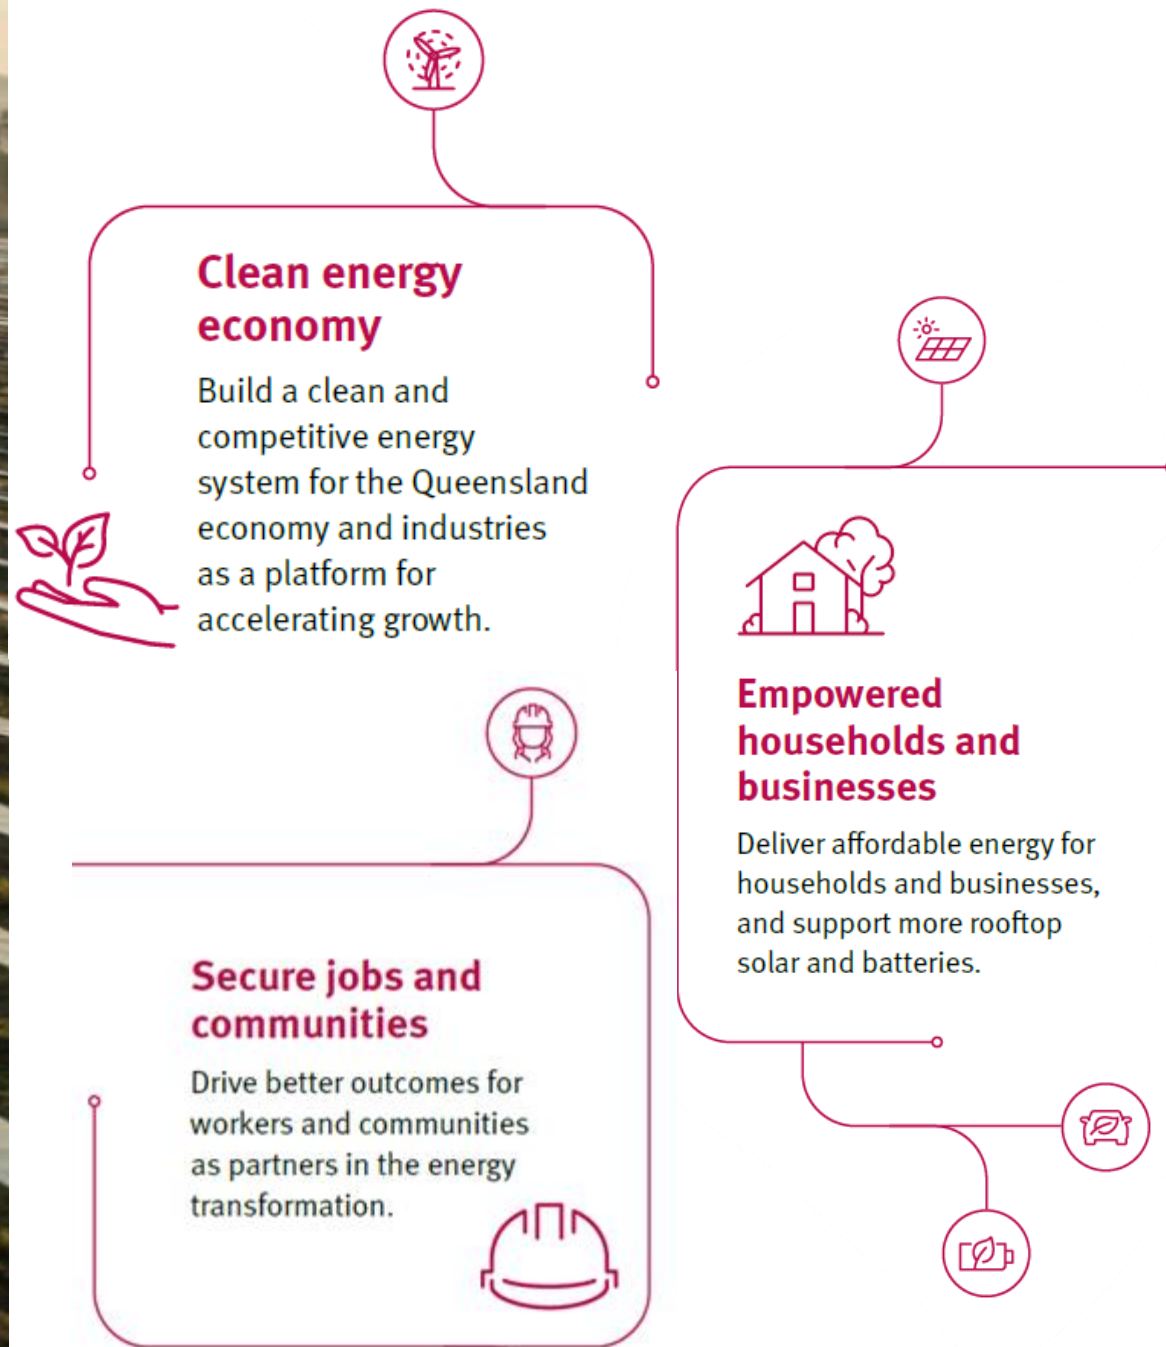 Clean energy
economy
Build a clean and
competitive energy
system for the Queensland
economy and industries
as a platform for
accelerating growth.
Empowered
households and
businesses
Deliver affordable energy for
households and businesses,
and support more rooftop
solar and batteries.
Secure jobs and
communities
Drive better outcomes for
workers and communities
as partners in the energy
transformation.